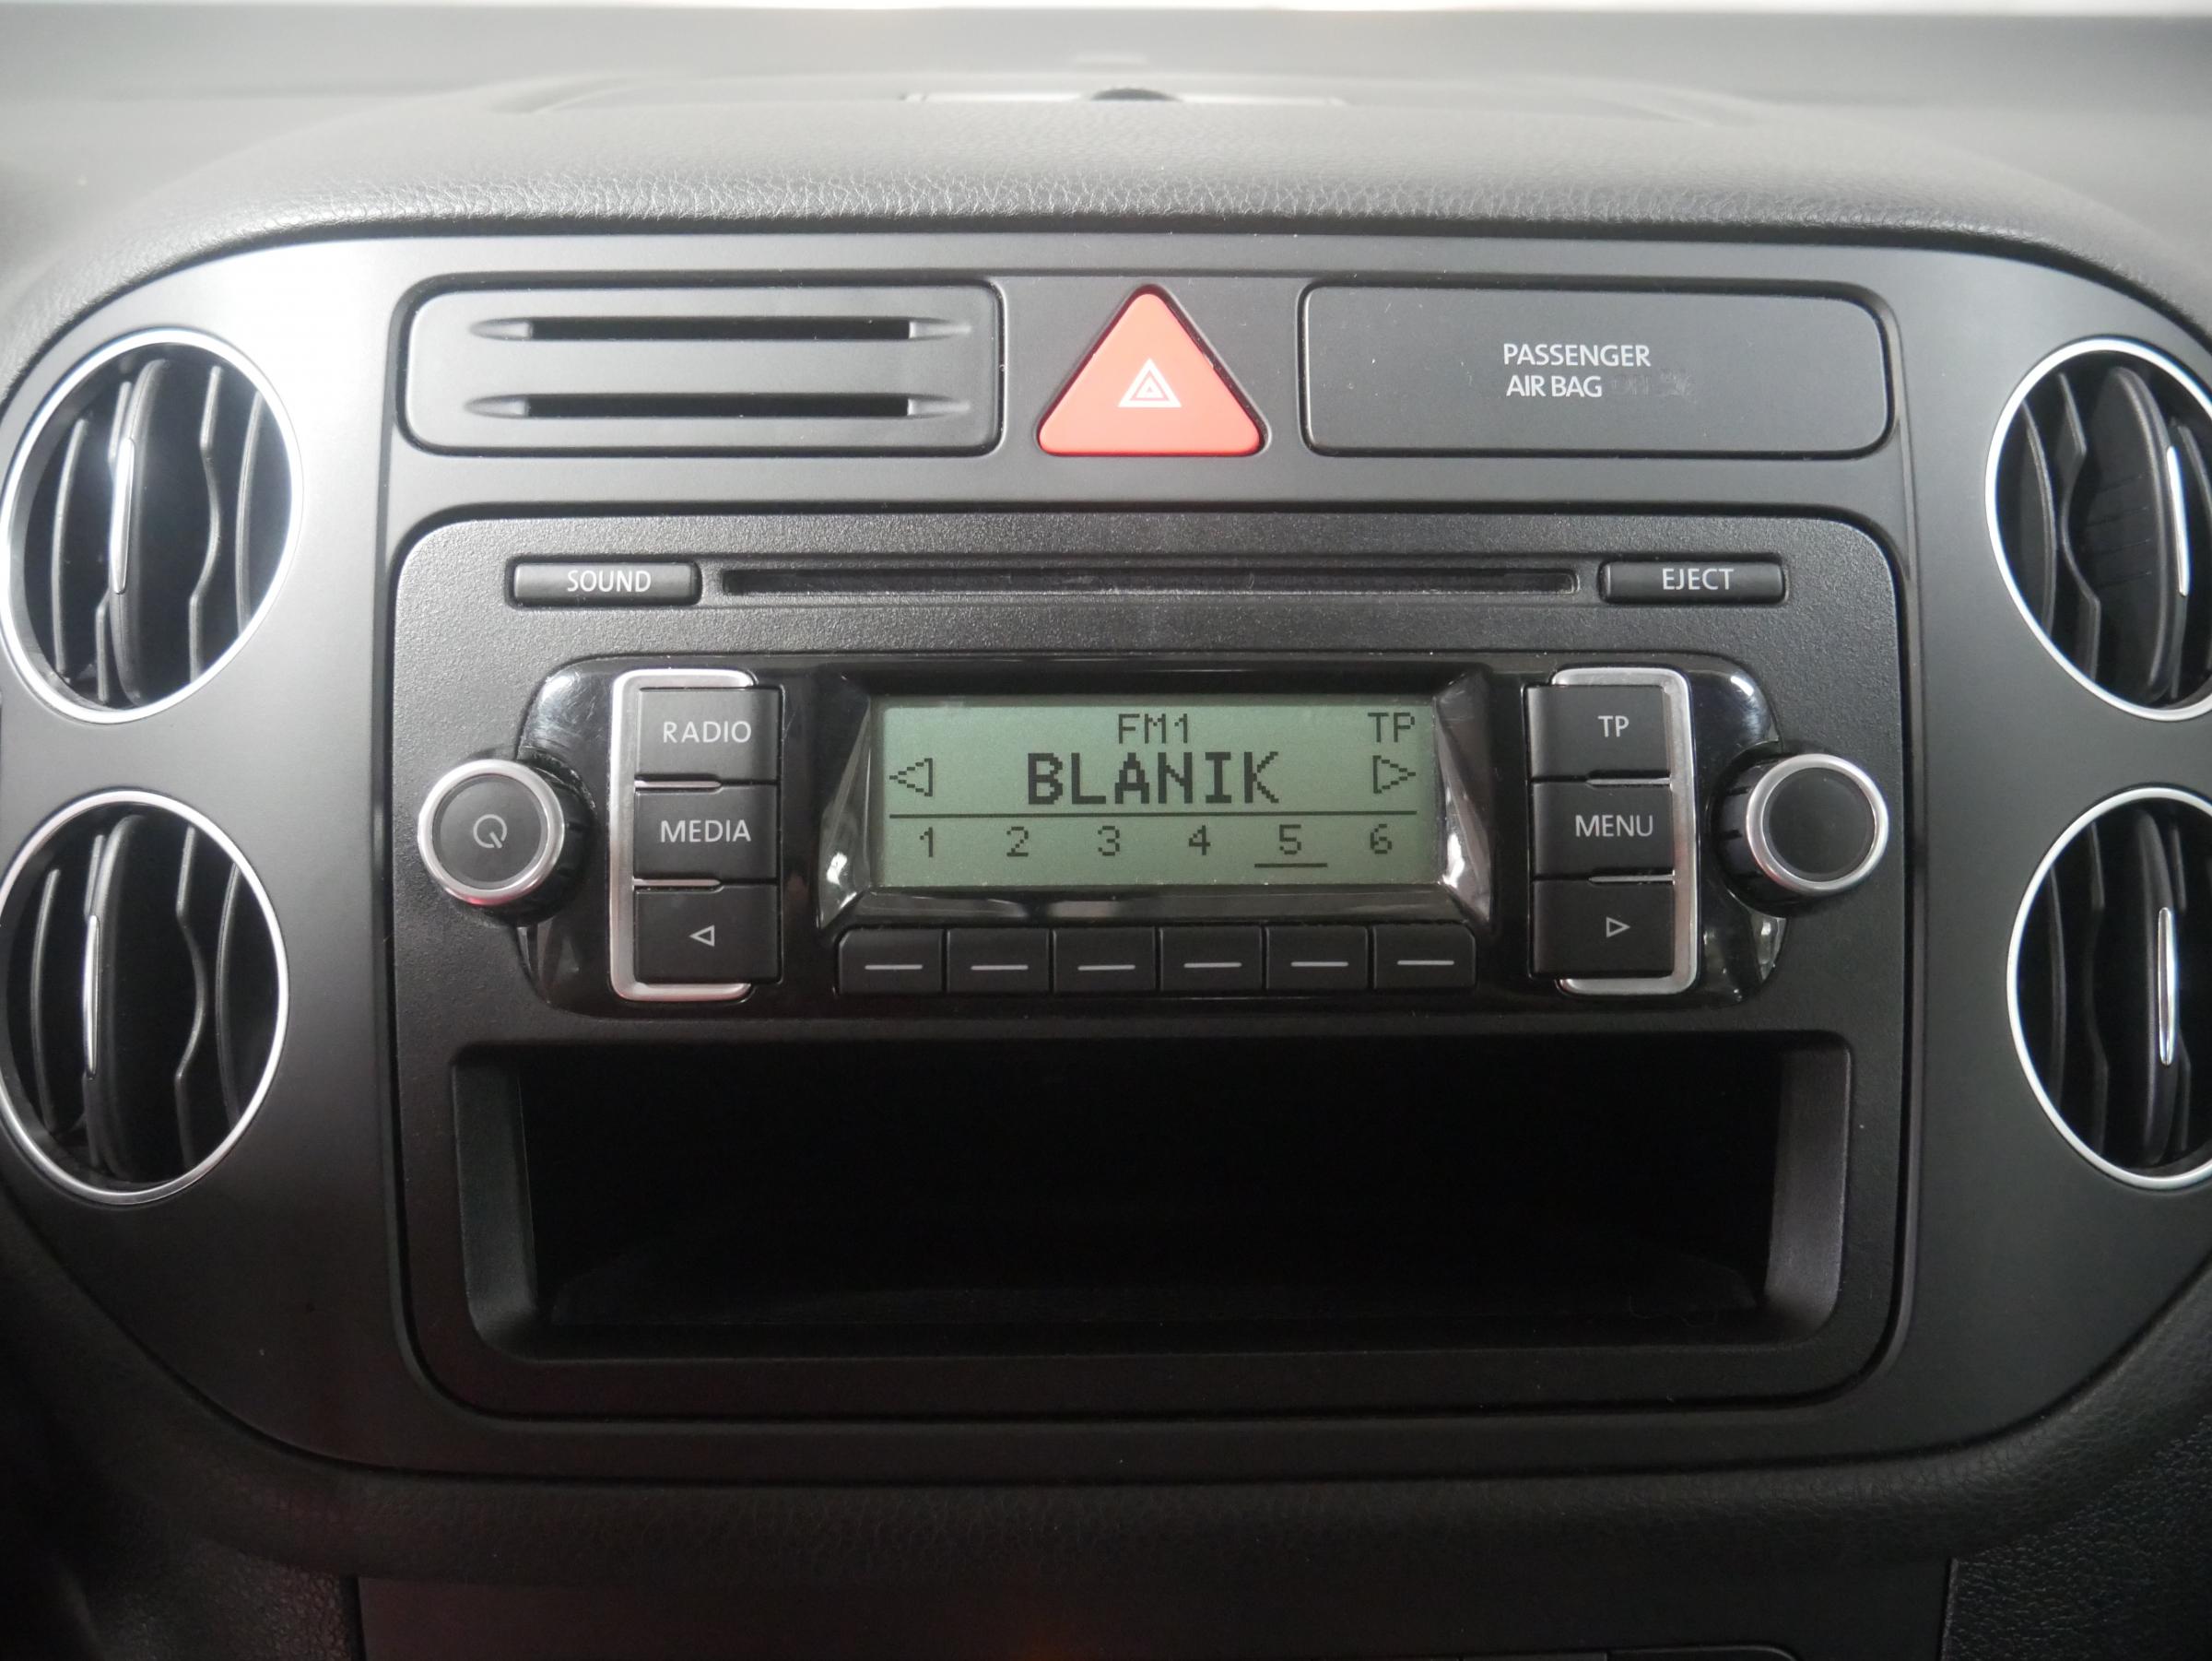 PASSENGER
AIR BAG
SOUND
EJECT
RADIO
FM1
TP
TP
BLANIK
MEDIA
1 2 3 4 5 6
MENU